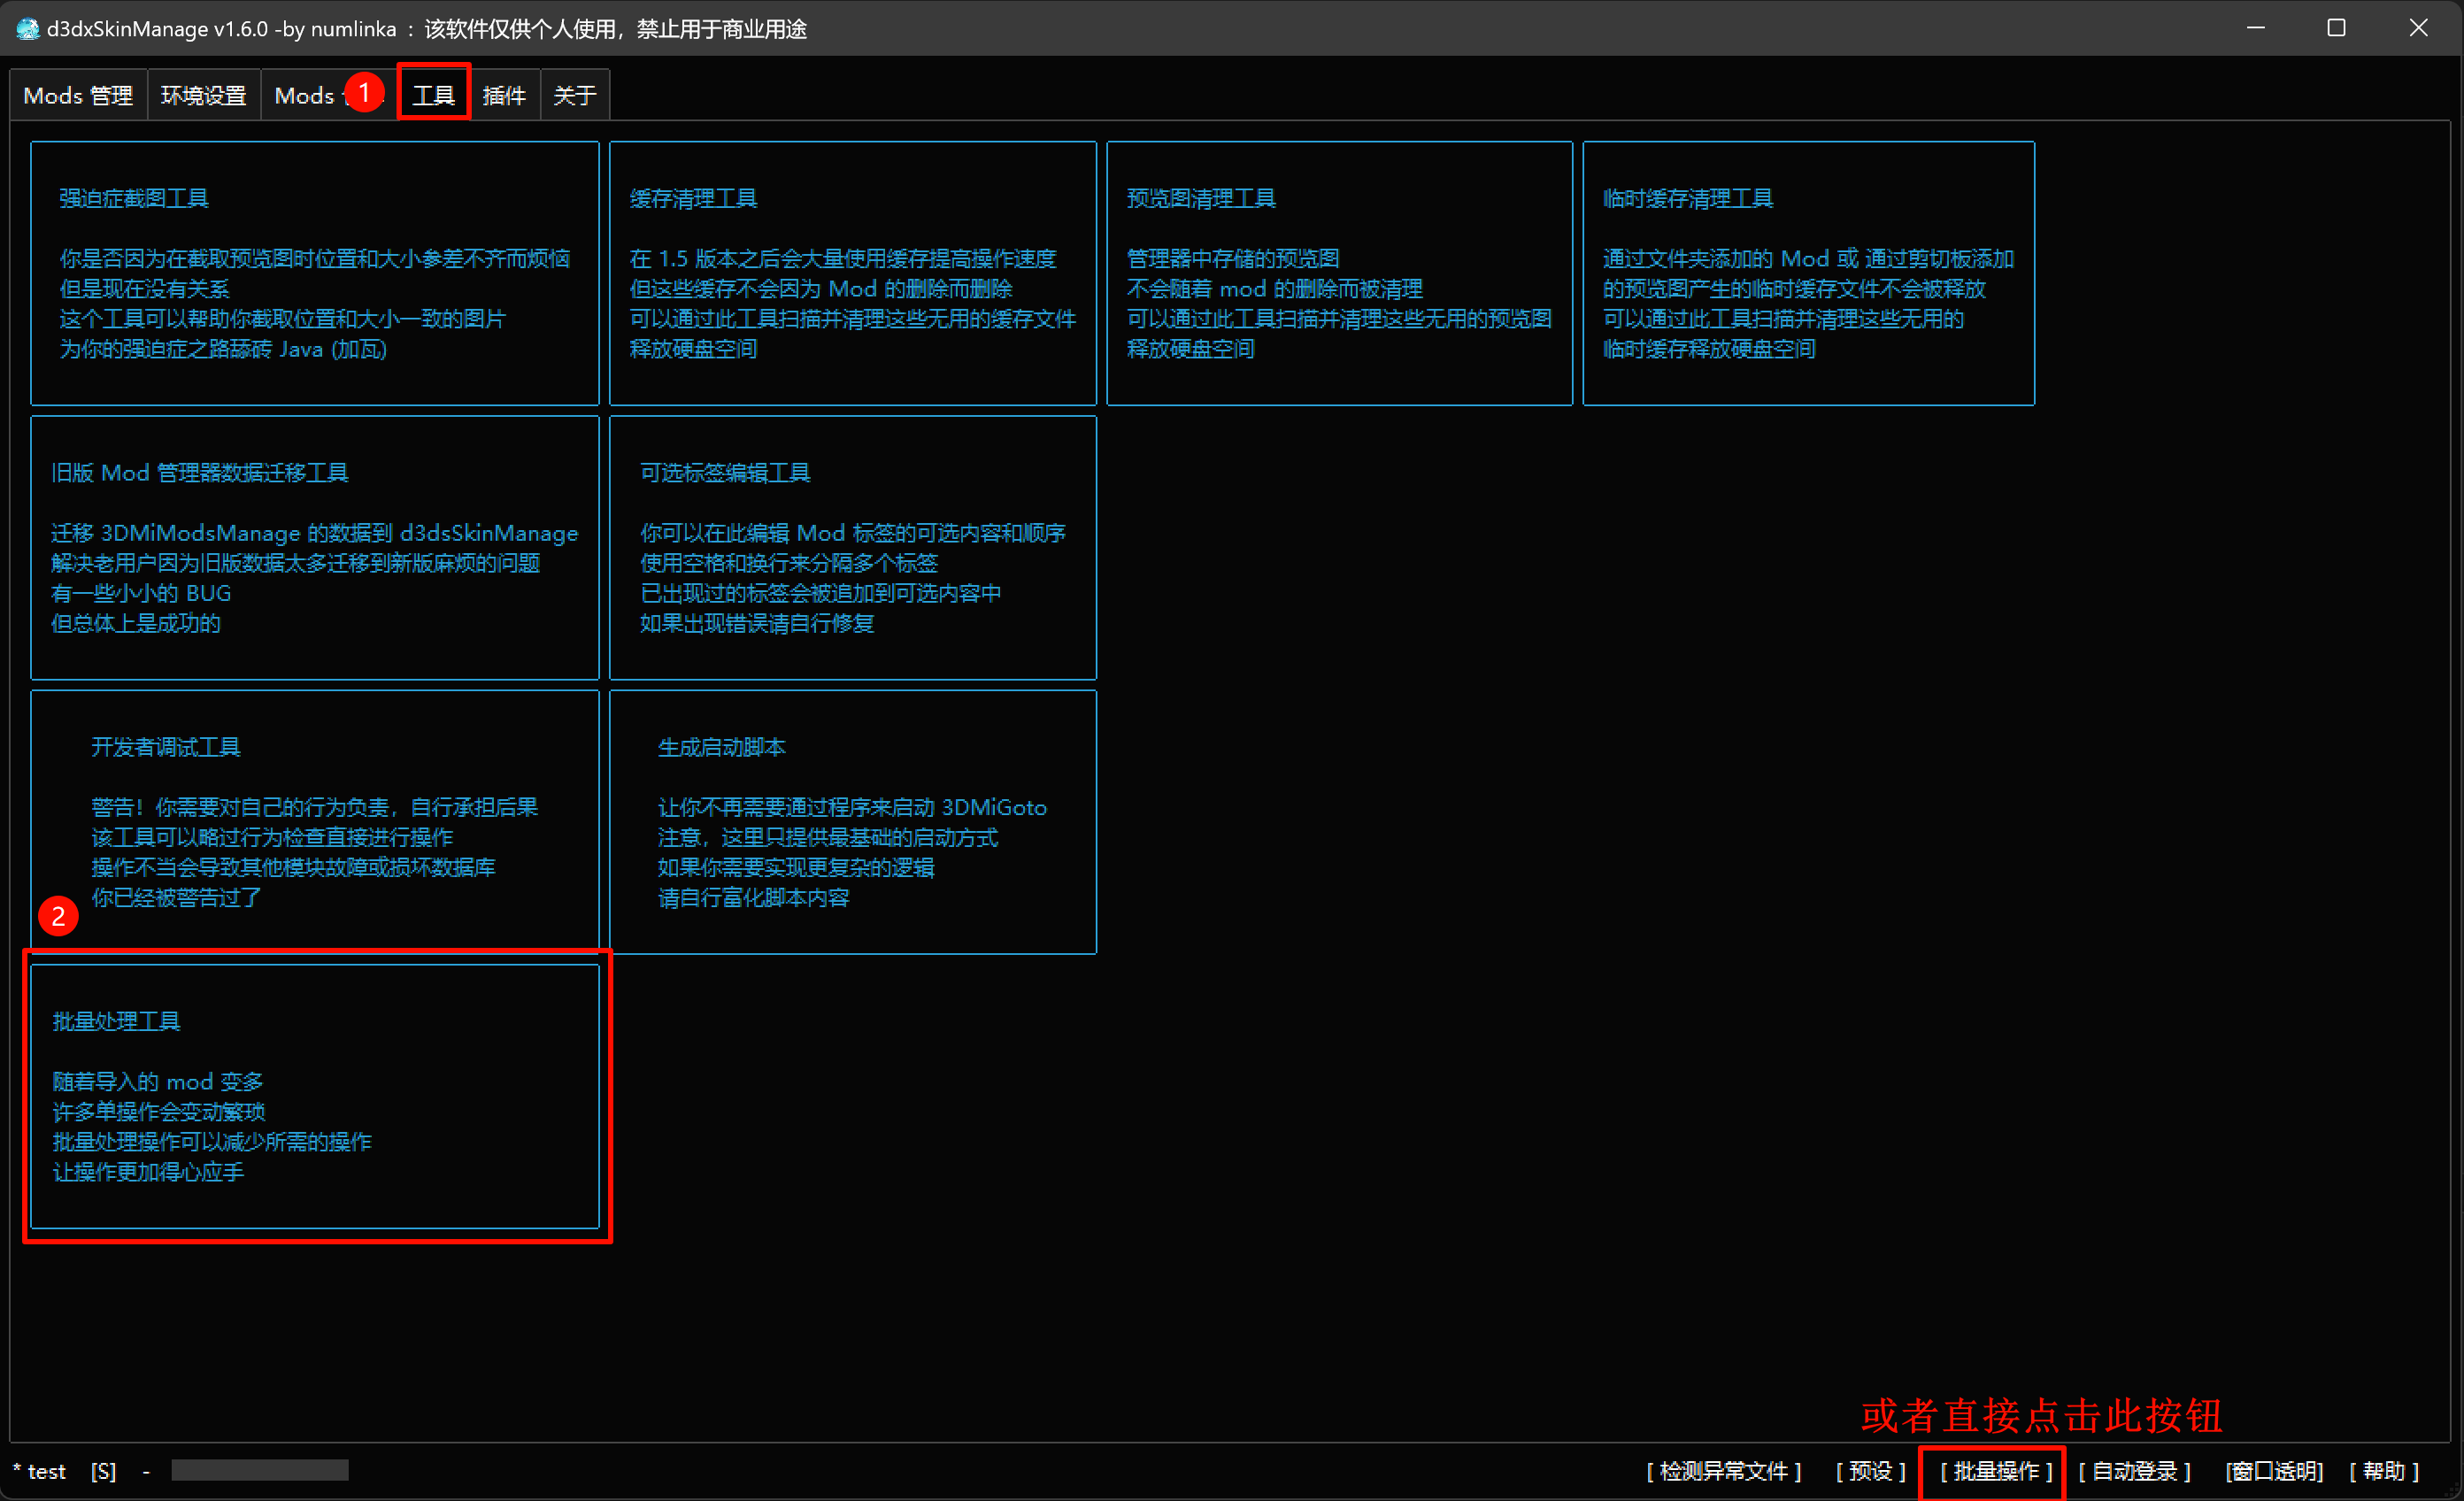 d3dxSkinManage v1.6.0 -by numlinka : 该软件仅供个人使用，禁止用于商业用途
Mods 管理
环境设置
Mods
1
工具
插件
关于
强迫症截图工具
你是否因为在截取预览图时位置和大小参差不齐而烦恼
但是现在没有关系
这个工具可以帮助你截取位置和大小一致的图片
为你的强迫症之路舔砖 Java (加瓦)
缓存清理工具
在 1.5 版本之后会大量使用缓存提高操作速度
但这些缓存不会因为 Mod 的删除而删除
可以通过此工具扫描并清理这些无用的缓存文件
释放硬盘空间
预览图清理工具
管理器中存储的预览图
不会随着 mod 的删除而被清理
可以通过此工具扫描并清理这些无用的预览图
释放硬盘空间
临时缓存清理工具
通过文件夹添加的 Mod 或 通过剪切板添加
的预览图产生的临时缓存文件不会被释放
可以通过此工具扫描并清理这些无用的
临时缓存释放硬盘空间
旧版 Mod 管理器数据迁移工具
迁移 3DMiModsManage 的数据到 d3dsSkinManage
解决老用户因为旧版数据太多迁移到新版麻烦的问题
有一些小小的 BUG
但总体上是成功的
可选标签编辑工具
你可以在此编辑 Mod 标签的可选内容和顺序
使用空格和换行来分隔多个标签
已出现过的标签会被追加到可选内容中
如果出现错误请自行修复
开发者调试工具
警告！你需要对自己的行为负责，自行承担后果
该工具可以略过行为检查直接进行操作
操作不当会导致其他模块故障或损坏数据库
你已经被警告过了
生成启动脚本
让你不再需要通过程序来启动 3DMiGoto
注意，这里只提供最基础的启动方式
如果你需要实现更复杂的逻辑
请自行富化脚本内容
2
批量处理工具
随着导入的 mod 变多
许多单操作会变动繁琐
批量处理操作可以减少所需的操作
让操作更加得心应手
或者直接点击此按钮
* test [S] -
[ 检测异常文件 ]
[ 预设 ]
[ 批量操作 ]
[ 自动登录 ]
[窗口透明]
[ 帮助 ]